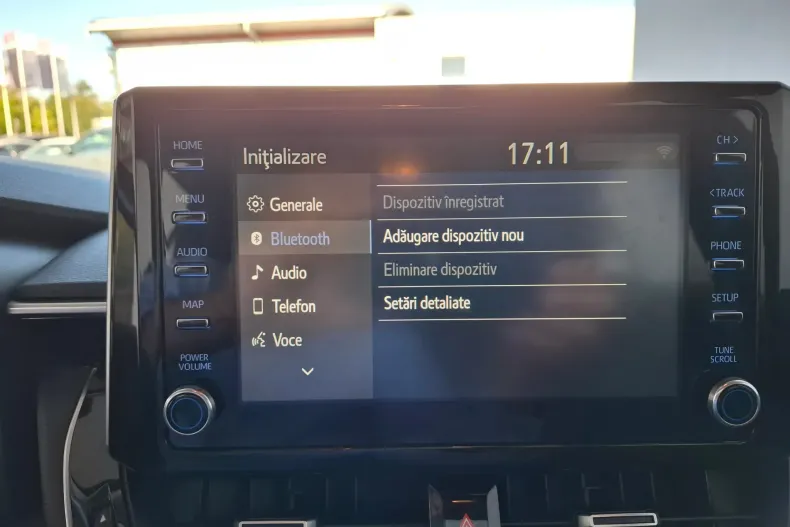 HOME
MENU
AUDIO
MAP
POWER
VOLUME
Iniţializare
17:11
Generale
Bluetooth
Audio
Telefon
Voce
Dispozitiv înregistrat
Adăugare dispozitiv nou
Eliminare dispozitiv
Setări detaliate
CH >
< TRACK
PHONE
SETUP
TUNE
SCROLL